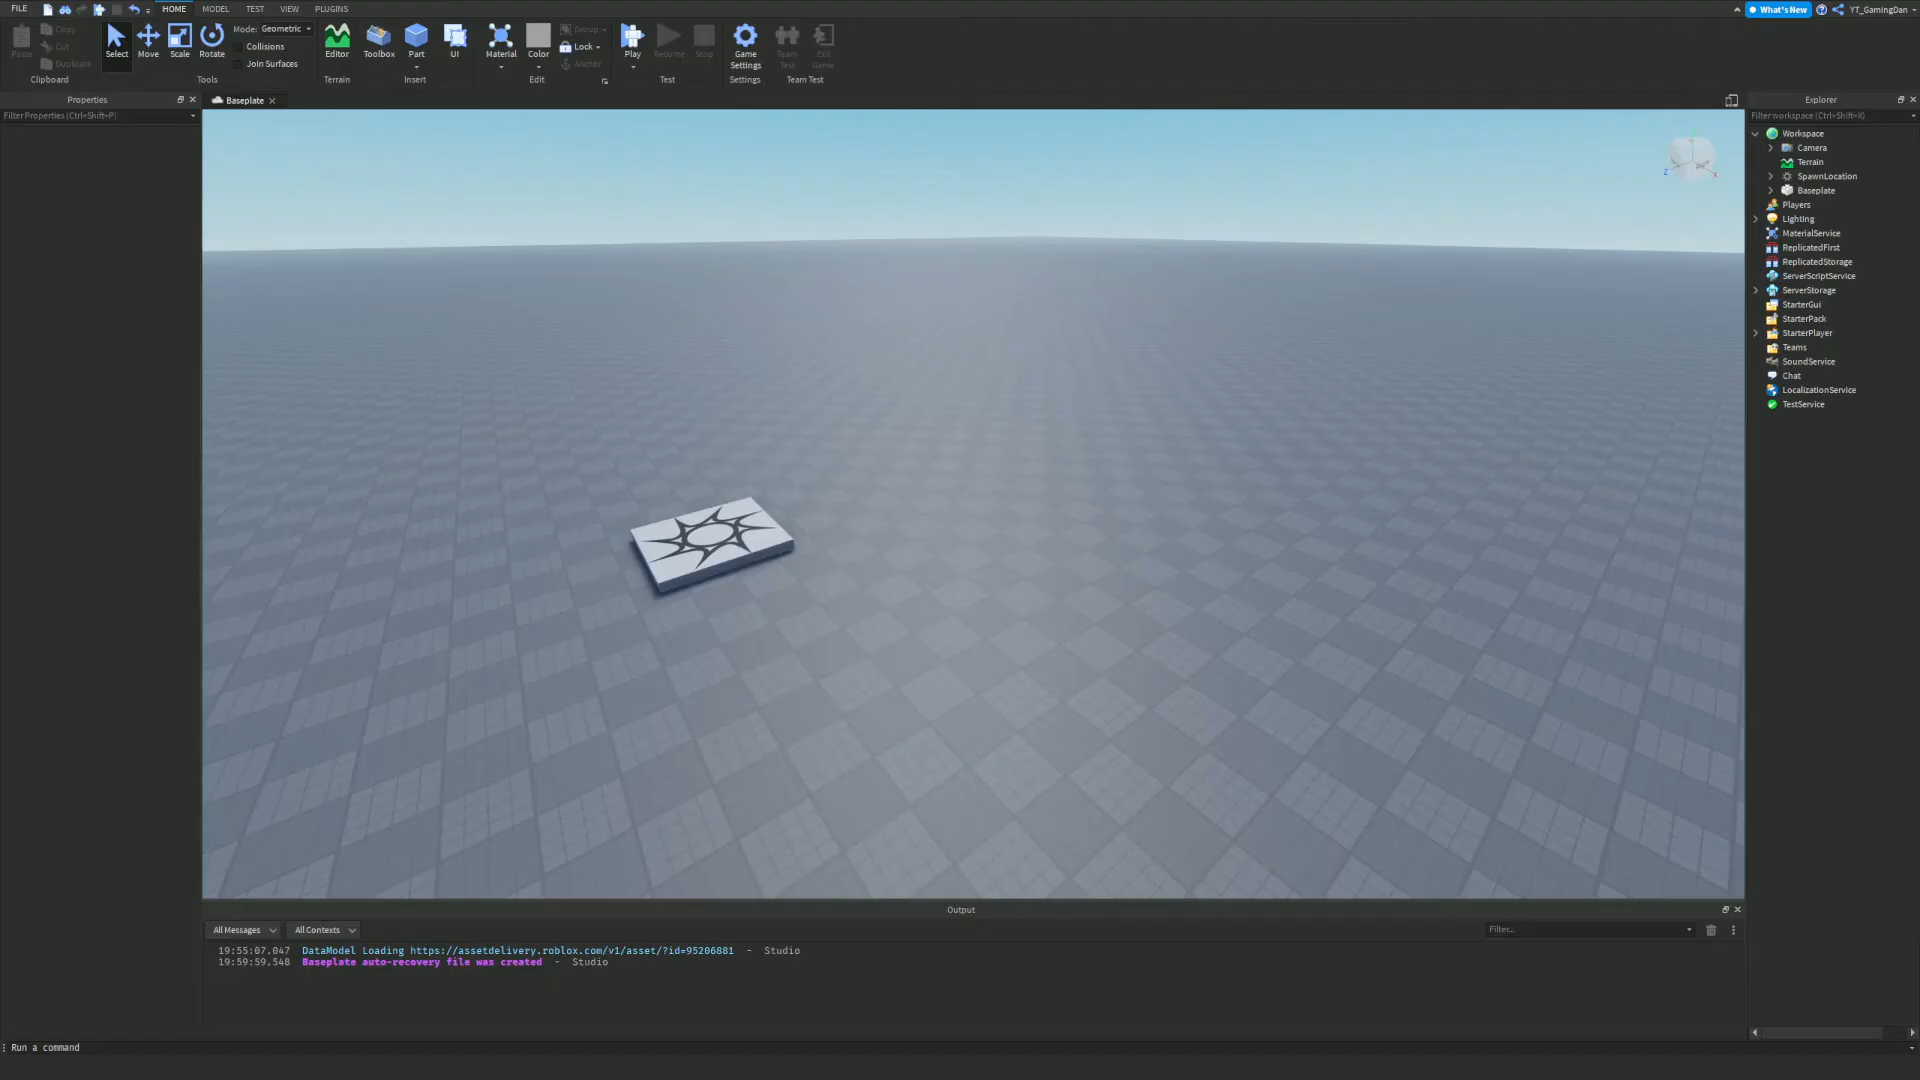 FILE
HOME MODEL TEST VIEW PLUGINS
What's New
YT_GamingDan
Paste
Copy
Cut
Duplicate
Clipboard
Select Move Scale Rotate
Mode: Geometric
Collisions
Join Surfaces
Tools
Editor
Terrain
Toolbox Part UI
Insert
Material Color
Group
Lock
Anchor
Edit
Play Resume Stop
Test
Game Settings
Settings
Team Test
Exit Game
Team Test
Properties
Filter Properties (Ctrl+Shift+P)
Baseplate
Explorer
Filter workspace (Ctrl+Shift+X)
Workspace
Camera
Terrain
SpawnLocation
Baseplate
Players
Lighting
MaterialService
ReplicatedFirst
ReplicatedStorage
ServerScriptService
ServerStorage
StarterGui
StarterPack
StarterPlayer
Teams
SoundService
Chat
LocalizationService
TestService
Z
X
Output
All Messages
All Contexts
Filter...
19:55:07.047 DataModel Loading https://assetdelivery.roblox.com/v1/asset/?id=95206881 - Studio
19:59:59.548 Baseplate auto-recovery file was created - Studio
Run a command